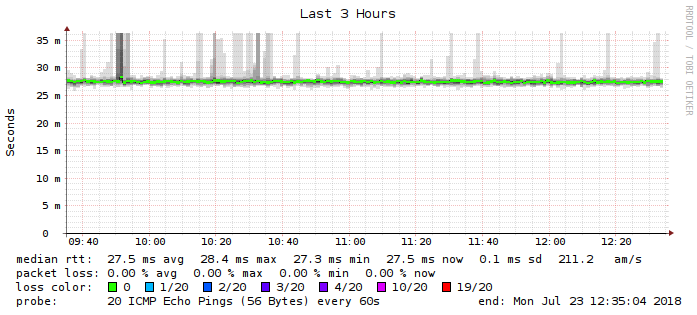 Last 3 Hours
RRDTOOL / TOBI OETIKER
Seconds
35 m
30 m
25 m
20 m
15 m
10 m
5 m
0
09:40 10:00 10:20 10:40 11:00 11:20 11:40 12:00 12:20
median rtt: 27.5 ms avg 28.4 ms max 27.3 ms min 27.5 ms now 0.1 ms sd 211.2 am/s
packet loss: 0.00 % avg 0.00 % max 0.00 % min 0.00 % now
loss color: 0 1/20 2/20 3/20 4/20 10/20 19/20
probe: 20 ICMP Echo Pings (56 Bytes) every 60s end: Mon Jul 23 12:35:04 2018